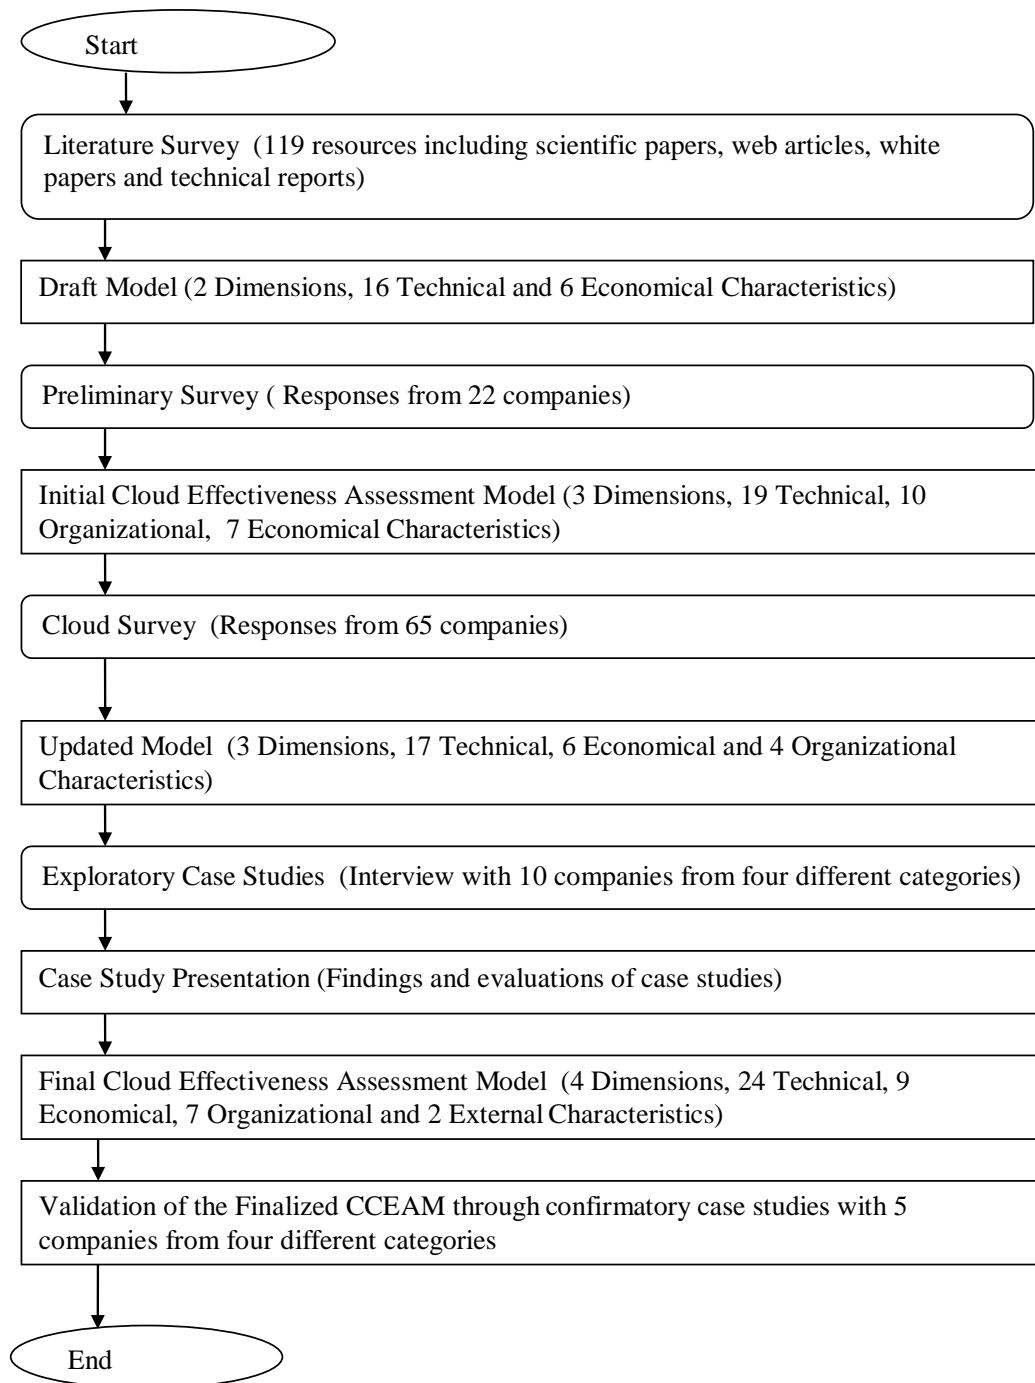 Start
Literature Survey (119 resources including scientific papers, web articles, white
papers and technical reports)
Draft Model (2 Dimensions, 16 Technical and 6 Economical Characteristics)
Preliminary Survey ( Responses from 22 companies)
Initial Cloud Effectiveness Assessment Model (3 Dimensions, 19 Technical, 10
Organizational, 7 Economical Characteristics)
Cloud Survey (Responses from 65 companies)
Updated Model (3 Dimensions, 17 Technical, 6 Economical and 4 Organizational
Characteristics)
Exploratory Case Studies (Interview with 10 companies from four different categories)
Case Study Presentation (Findings and evaluations of case studies)
Final Cloud Effectiveness Assessment Model (4 Dimensions, 24 Technical, 9
Economical, 7 Organizational and 2 External Characteristics)
Validation of the Finalized CCEAM through confirmatory case studies with 5
companies from four different categories
End